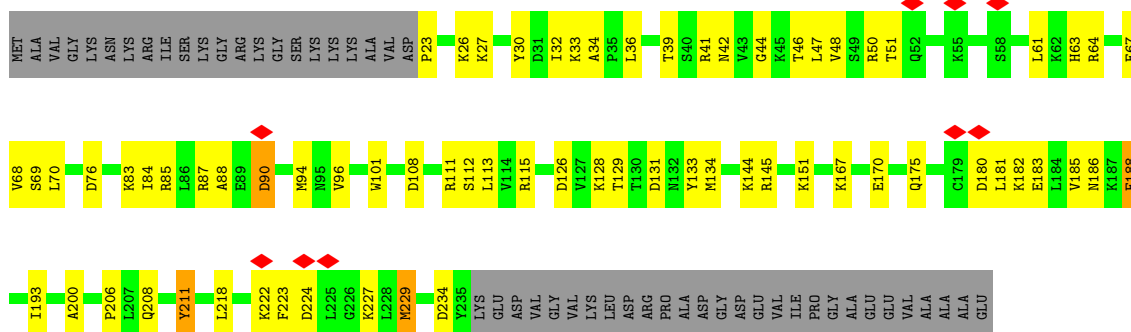 MET ALA VAL GLY LYS ASN LYS ARG ILE SER LYS GLY ARG LYS GLY SER LYS LYS LYS ALA VAL ASP P23 K26 K27 Y30 D31 I32 K33 A34 P35 L36 T39 S40 R41 N42 V43 G44 K45 T46 L47 V48 S49 R50 T51 Q52 K55 S58 L61 K62 H63 R64 E67
V68 S69 L70 D76 K83 I84 R85 L86 R87 A88 E89 D90 M94 N95 V96 W101 D108 R111 S112 L113 V114 R115 D126 V127 K128 T129 T130 D131 N132 Y133 M134 K144 R145 K151 K167 E170 Q175 C179 D180 L181 K182 E183 L184 V185 N186 K187 E188
I193 A200 P206 L207 Q208 Y211 L218 K222 F223 D224 L225 G226 K227 L228 M229 D234 Y235 LYS GLU ASP VAL GLY VAL LYS LEU ASP ARG PRO ALA ASP GLY ASP GLU VAL ILE PRO GLY ALA GLU GLU VAL ALA ALA ALA GLU